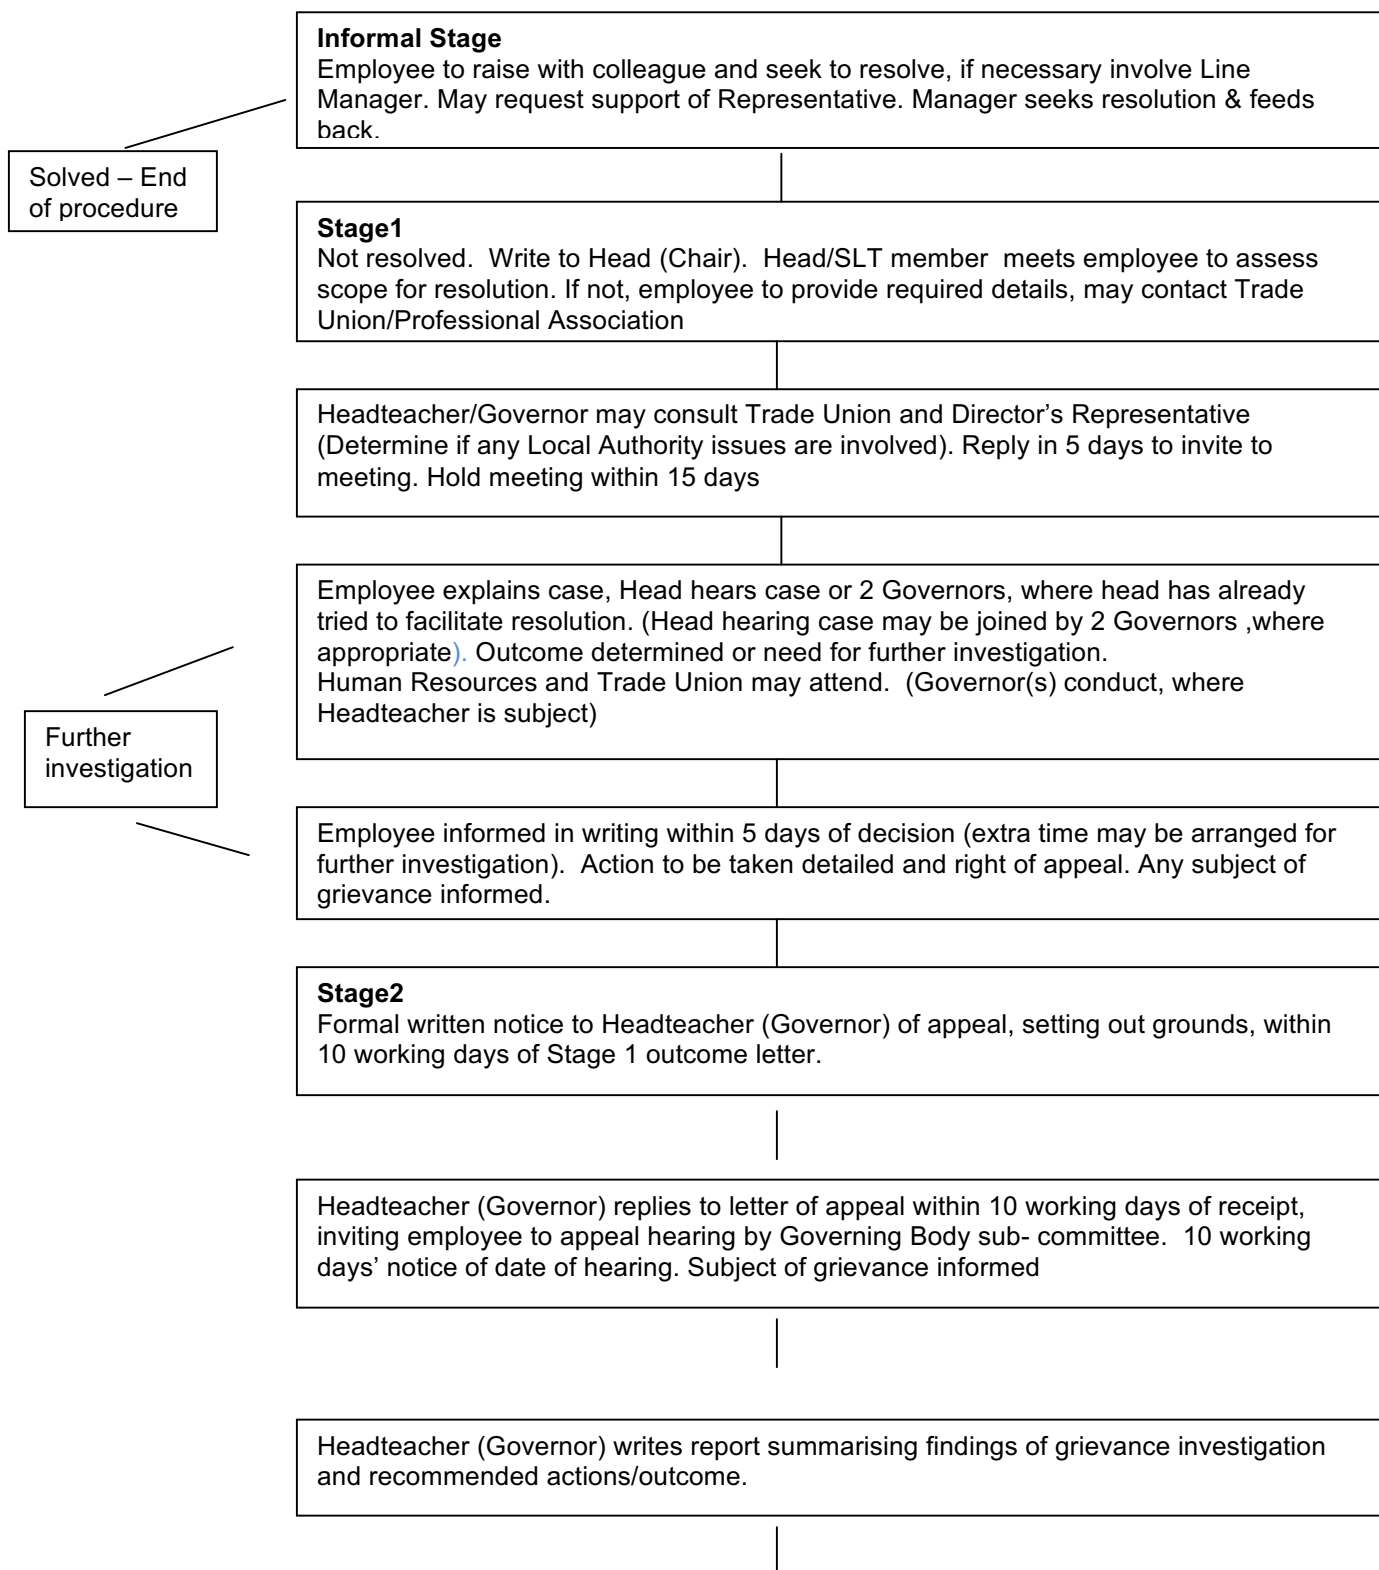 Informal Stage
Employee to raise with colleague and seek to resolve, if necessary involve Line
Manager. May request support of Representative. Manager seeks resolution & feeds
back.
Solved – End
of procedure
Stage1
Not resolved.  Write to Head (Chair).  Head/SLT member  meets employee to assess
scope for resolution. If not, employee to provide required details, may contact Trade
Union/Professional Association
Headteacher/Governor may consult Trade Union and Director’s Representative
(Determine if any Local Authority issues are involved). Reply in 5 days to invite to
meeting. Hold meeting within 15 days
Employee explains case, Head hears case or 2 Governors, where head has already
tried to facilitate resolution. (Head hearing case may be joined by 2 Governors ,where
appropriate). Outcome determined or need for further investigation.
Human Resources and Trade Union may attend.  (Governor(s) conduct, where
Headteacher is subject)
Further
investigation
Employee informed in writing within 5 days of decision (extra time may be arranged for
further investigation).  Action to be taken detailed and right of appeal. Any subject of
grievance informed.
Stage2
Formal written notice to Headteacher (Governor) of appeal, setting out grounds, within
10 working days of Stage 1 outcome letter.
Headteacher (Governor) replies to letter of appeal within 10 working days of receipt,
inviting employee to appeal hearing by Governing Body sub- committee.  10 working
days’ notice of date of hearing. Subject of grievance informed
Headteacher (Governor) writes report summarising findings of grievance investigation
and recommended actions/outcome.